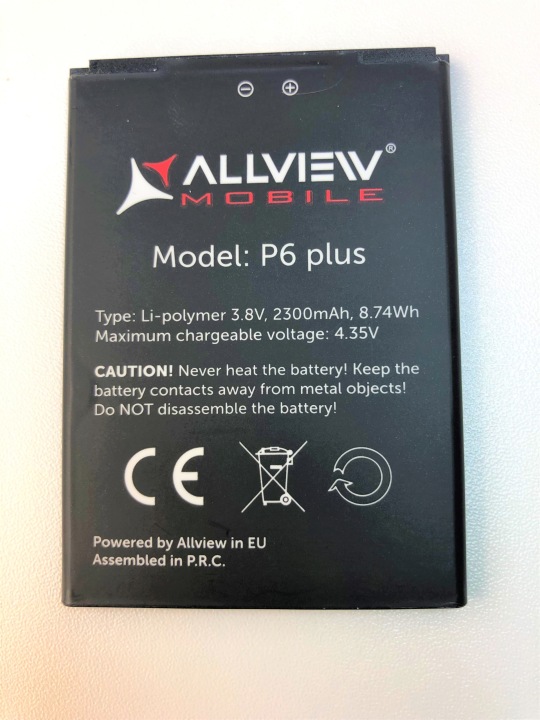 ALLVIEW®
MOBILE
Model: P6 plus
Type: Li-polymer 3.8V, 2300mAh, 8.74Wh
Maximum chargeable voltage: 4.35V
CAUTION! Never heat the battery! Keep the
battery contacts away from metal objects!
Do NOT disassemble the battery!
CE
Powered by Allview in EU
Assembled in P.R.C.